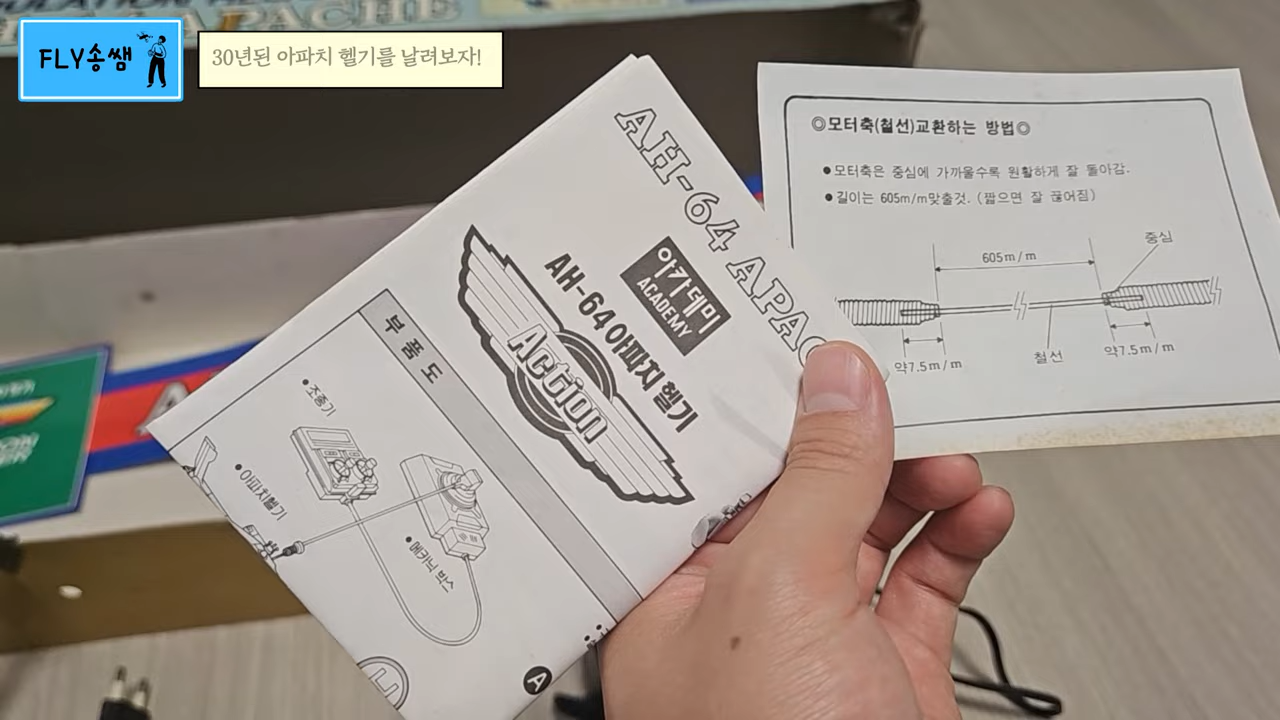 FLY송쌤
30년된 아파치 헬기를 날려보자!
APACHE
AH-64 APAC
아카데미
ACADEMY
AH-64 아파치 헬기
Action
부품도
●조종기
●아파치헬기
●메카닉 박스
A
H
◎모터축(철선)교환하는 방법◎
●모터축은 중심에 가까울수록 원활하게 잘 돌아감.
●길이는 605m/m맞출것. (짧으면 잘 끊어짐)
중심
605m/m
철선
약7.5m/m
약7.5m/m